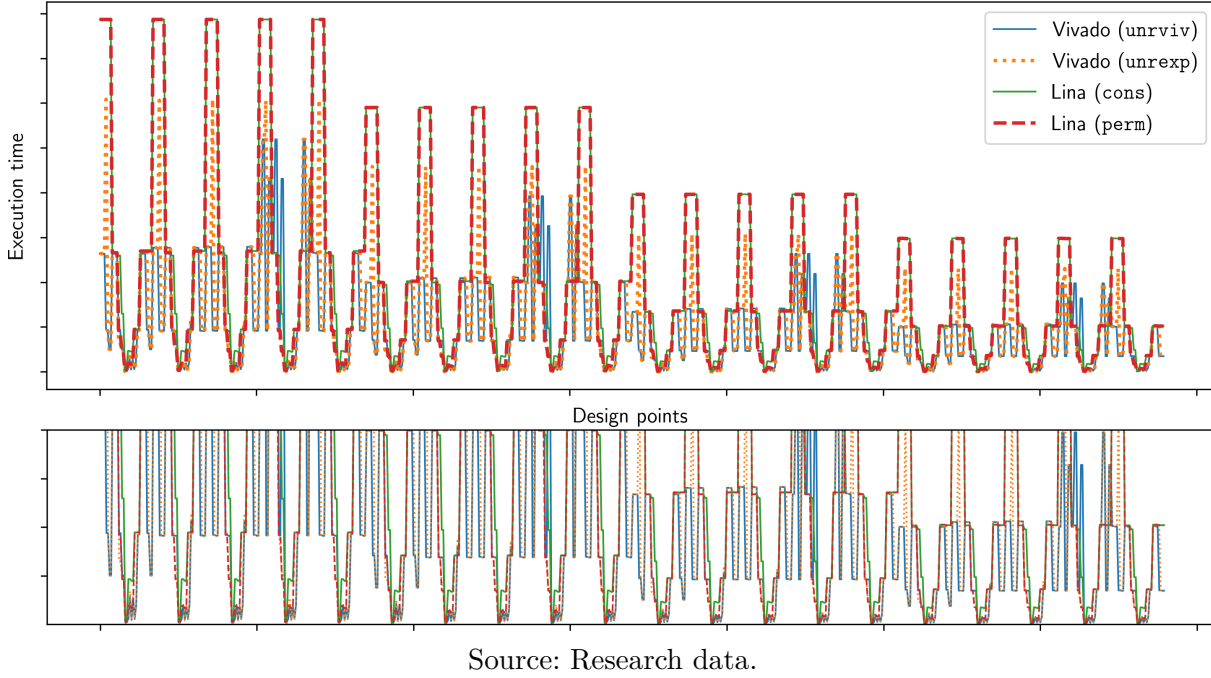 Vivado (unrviv)
Vivado (unrexp)
Lina (cons)
Lina (perm)
Execution time
Design points
Source: Research data.